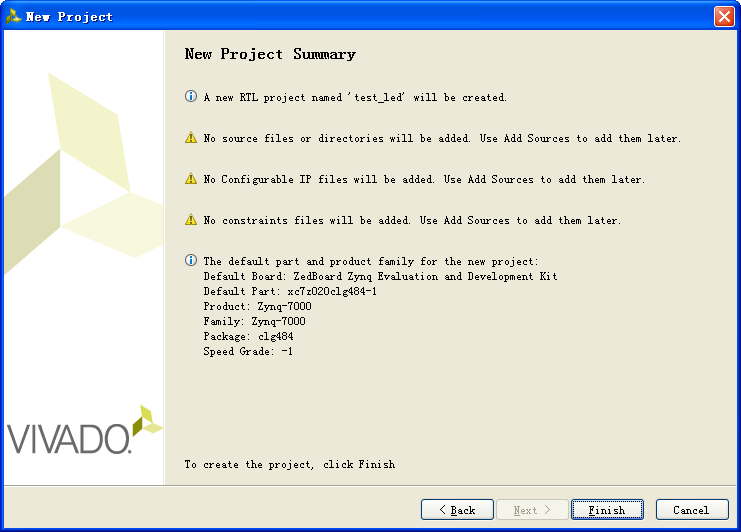 New Project
New Project Summary
A new RTL project named 'test_led' will be created.
No source files or directories will be added. Use Add Sources to add them later.
No Configurable IP files will be added. Use Add Sources to add them later.
No constraints files will be added. Use Add Sources to add them later.
The default part and product family for the new project:
Default Board: ZedBoard Zynq Evaluation and Development Kit
Default Part: xc7z020clg484-1
Product: Zynq-7000
Family: Zynq-7000
Package: clg484
Speed Grade: -1
VIVADO.
To create the project, click Finish
< Back
Next >
Finish
Cancel